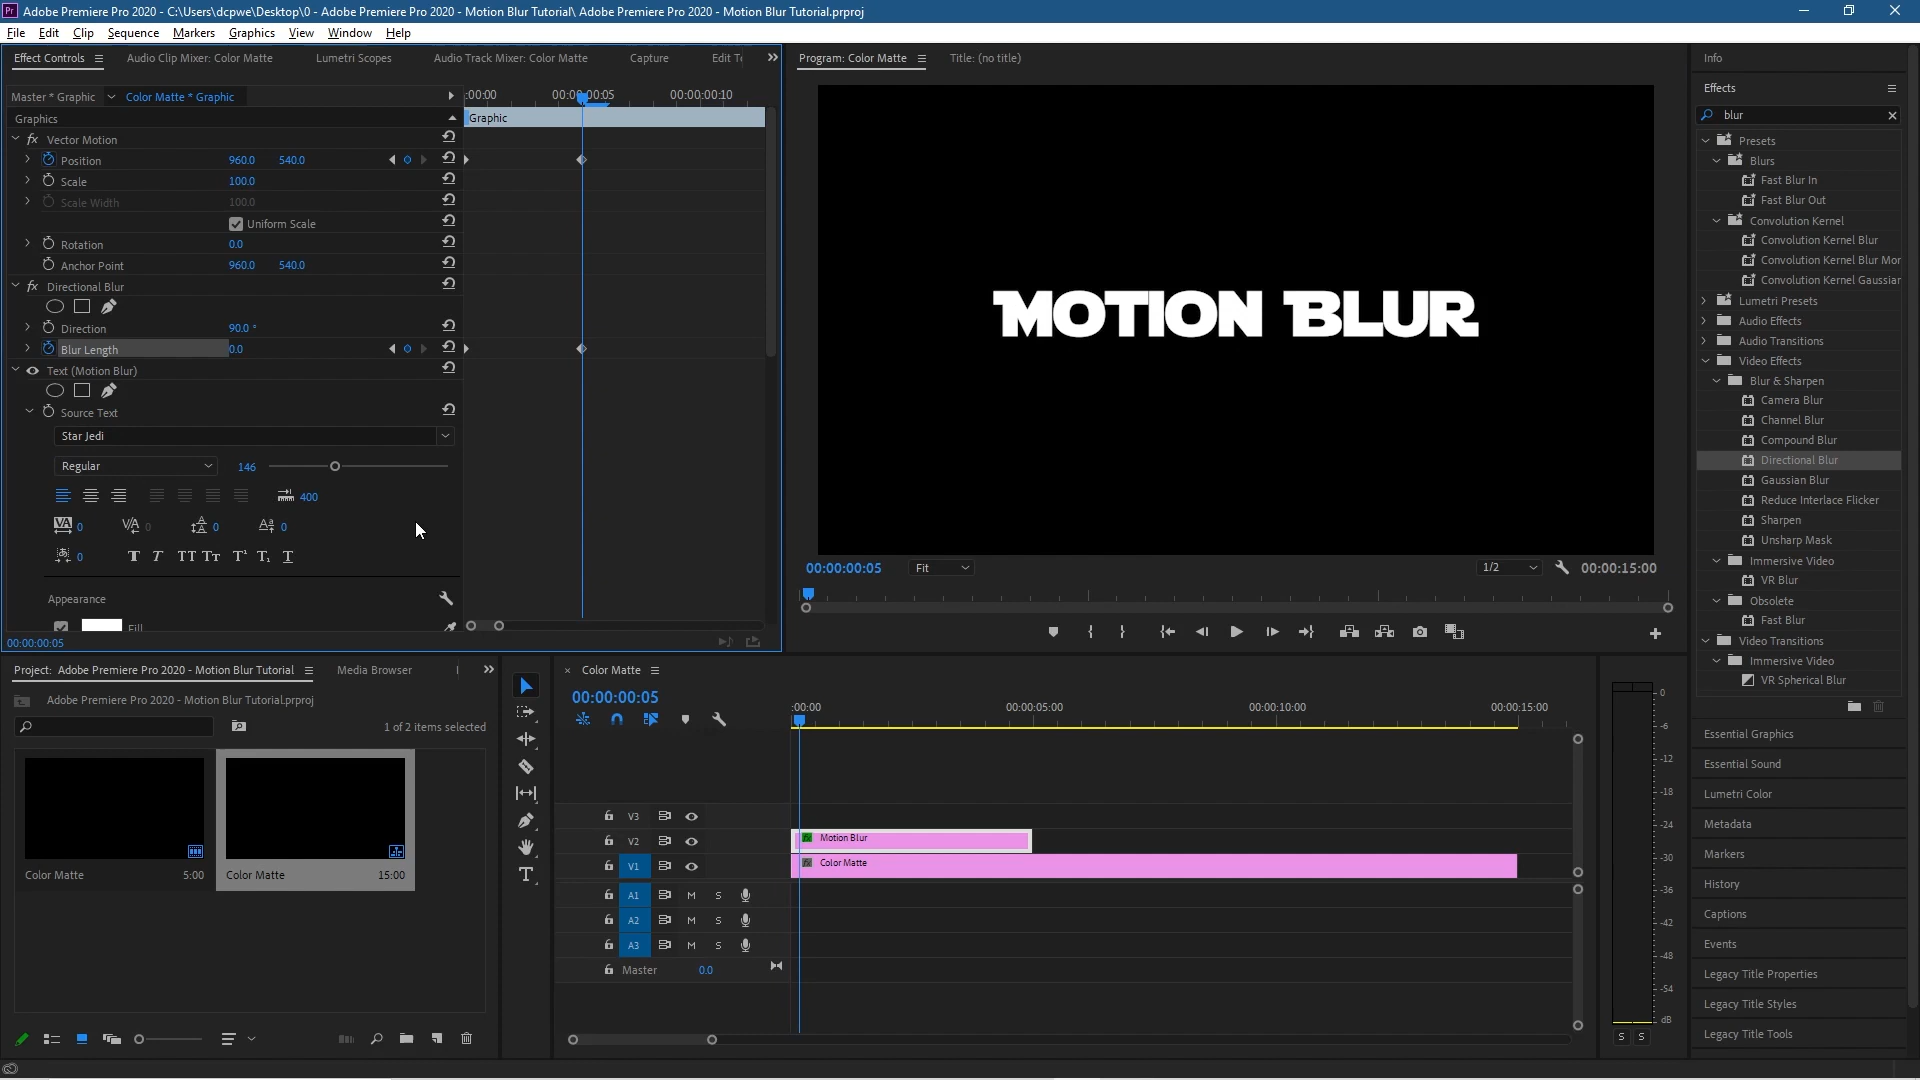 Pr Adobe Premiere Pro 2020 - C:\Users\dcpwe\Desktop\0 - Adobe Premiere Pro 2020 - Motion Blur Tutorial\ Adobe Premiere Pro 2020 - Motion Blur Tutorial.prproj
File Edit Clip Sequence Markers Graphics View Window Help
Effect Controls Audio Clip Mixer: Color Matte Lumetri Scopes Audio Track Mixer: Color Matte Capture Edit T
Master * Graphic Color Matte * Graphic :00:00 00:00:00:05 00:00:00:10
Graphics Graphic
fx Vector Motion
Position 960.0 540.0
Scale 100.0
Scale Width 100.0
Uniform Scale
Rotation 0.0
Anchor Point 960.0 540.0
fx Directional Blur
Direction 90.0 °
Blur Length 0.0
Text (Motion Blur)
Source Text
Star Jedi
Regular 146
400
VA 0 V/A 0 0 Aa 0
0 T T TT Tt T¹ T₁ T
Appearance
Fill
00:00:00:05
Program: Color Matte Title: (no title)
MOTION BLUR
00:00:00:05 Fit 1/2 00:00:15:00
Info
Effects
blur
Presets
Blurs
Fast Blur In
Fast Blur Out
Convolution Kernel
Convolution Kernel Blur
Convolution Kernel Blur Mor
Convolution Kernel Gaussiar
Lumetri Presets
Audio Effects
Audio Transitions
Video Effects
Blur & Sharpen
Camera Blur
Channel Blur
Compound Blur
Directional Blur
Gaussian Blur
Reduce Interlace Flicker
Sharpen
Unsharp Mask
Immersive Video
VR Blur
Obsolete
Fast Blur
Video Transitions
Immersive Video
VR Spherical Blur
Essential Graphics
Essential Sound
Lumetri Color
Metadata
Markers
History
Captions
Events
Legacy Title Properties
Legacy Title Styles
Legacy Title Tools
Project: Adobe Premiere Pro 2020 - Motion Blur Tutorial Media Browser
Adobe Premiere Pro 2020 - Motion Blur Tutorial.prproj
1 of 2 items selected
Color Matte 5:00 Color Matte 15:00
× Color Matte
00:00:00:05
:00:00 00:00:05:00 00:00:10:00 00:00:15:00
V3
V2 fx Motion Blur
V1 fx Color Matte
A1 M S
A2 M S
A3 M S
Master 0.0
0
-6
-12
-18
-24
-30
-36
-42
-48
-54
dB
S S